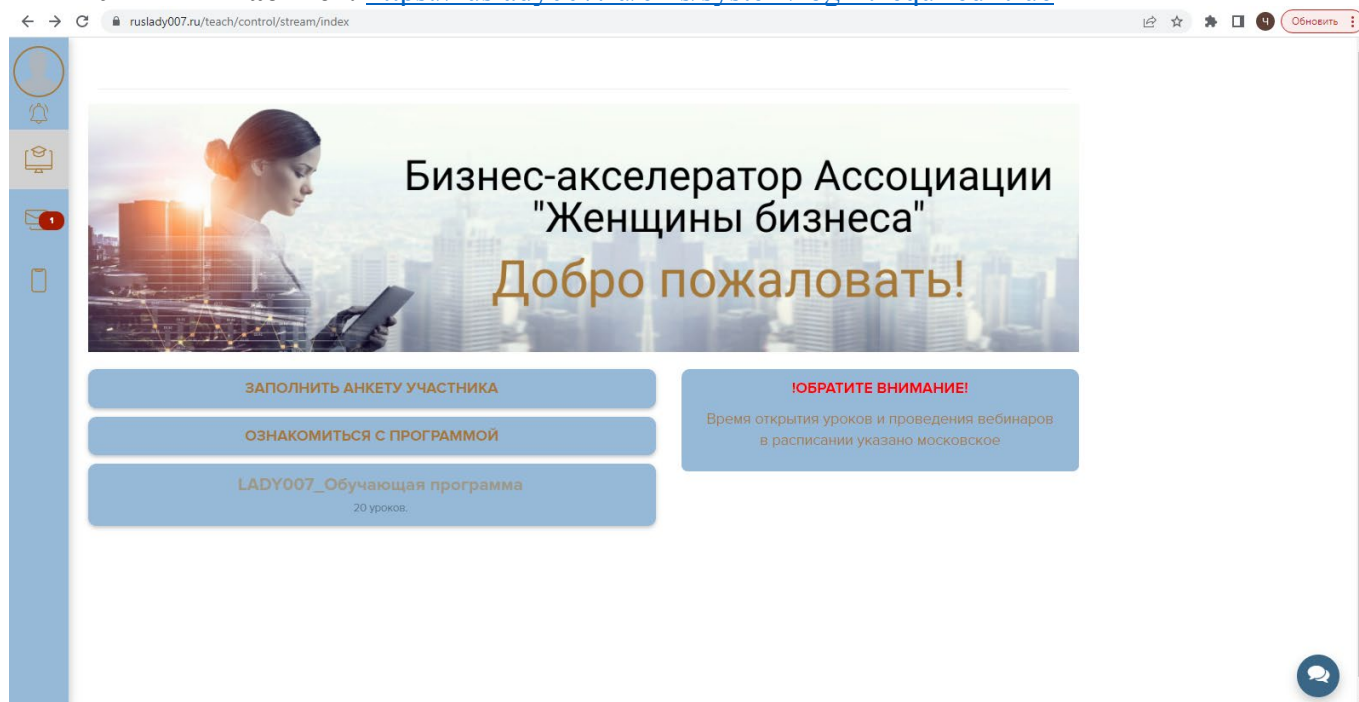 ruslady007.ru/teach/control/stream/index
Ч
Обновить
1
Бизнес-акселератор Ассоциации
"Женщины бизнеса"
Добро пожаловать!
ЗАПОЛНИТЬ АНКЕТУ УЧАСТНИКА
ОЗНАКОМИТЬСЯ С ПРОГРАММОЙ
LADY007_Обучающая программа
20 уроков.
!ОБРАТИТЕ ВНИМАНИЕ!
Время открытия уроков и проведения вебинаров
в расписании указано московское